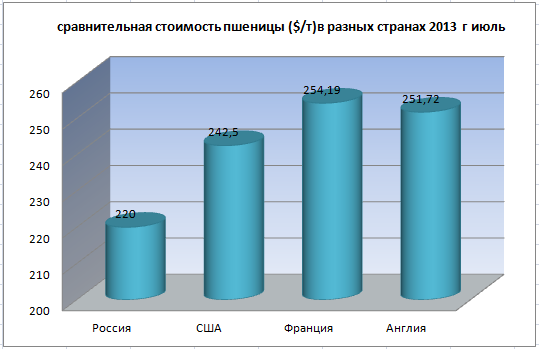 сравнительная стоимость пшеницы ($/т)в разных странах 2013 г июль
260
250
240
230
220
210
200
220
242,5
254,19
251,72
Россия
США
Франция
Англия